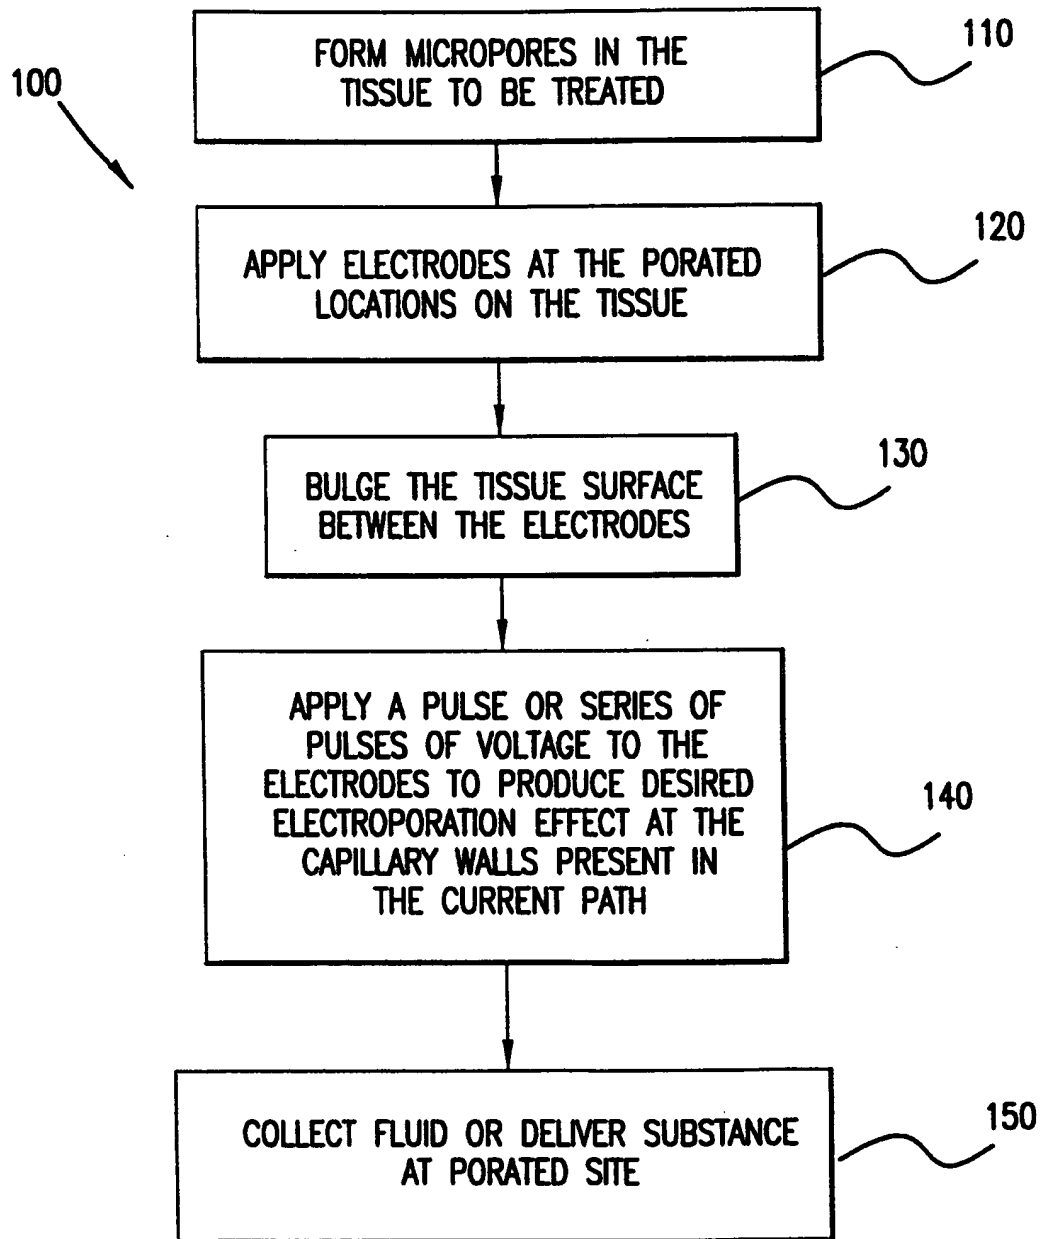 100
FORM MICROPORES IN THE
TISSUE TO BE TREATED
110
APPLY ELECTRODES AT THE PORATED
LOCATIONS ON THE TISSUE
120
BULGE THE TISSUE SURFACE
BETWEEN THE ELECTRODES
130
APPLY A PULSE OR SERIES OF
PULSES OF VOLTAGE TO THE
ELECTRODES TO PRODUCE DESIRED
ELECTROPORATION EFFECT AT THE
CAPILLARY WALLS PRESENT IN
THE CURRENT PATH
140
COLLECT FLUID OR DELIVER SUBSTANCE
AT PORATED SITE
150